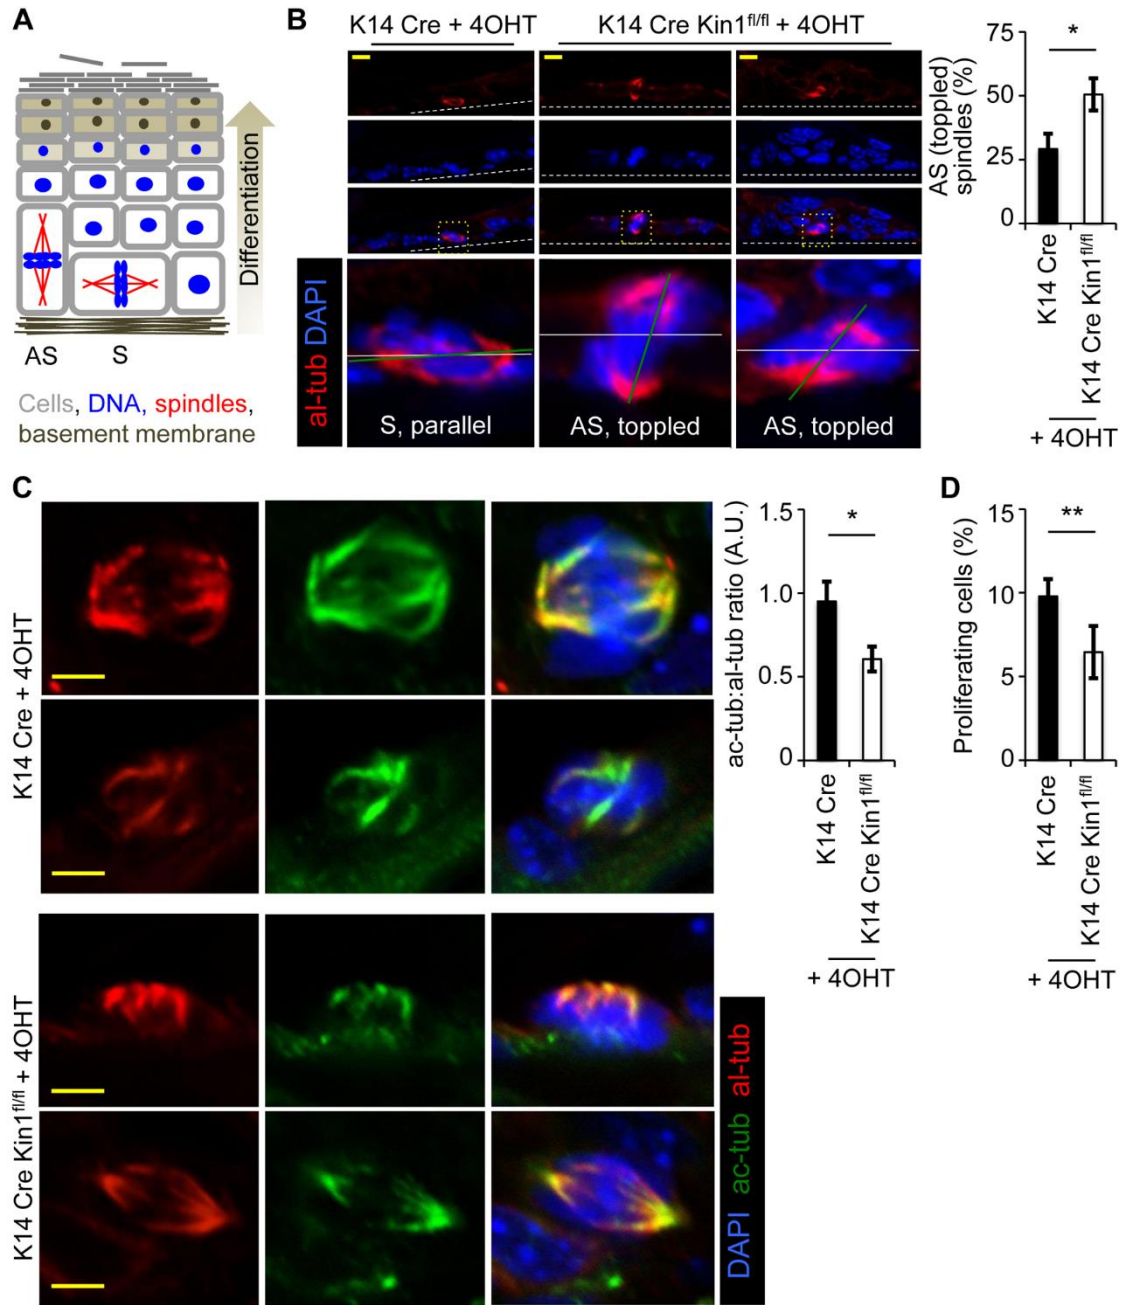 A
Differentiation
AS
S
Cells, DNA, spindles,
basement membrane
B
K14 Cre + 4OHT
K14 Cre Kin1fl/fl + 4OHT
al-tub DAPI
S, parallel
AS, toppled
AS, toppled
AS (toppled)
spindles (%)
75
50
25
0
*
K14 Cre
K14 Cre Kin1fl/fl
+ 4OHT
C
K14 Cre + 4OHT
K14 Cre Kin1fl/fl + 4OHT
DAPI ac-tub al-tub
ac-tub:al-tub ratio (A.U.)
1.5
1.0
0.5
0
*
K14 Cre
K14 Cre Kin1fl/fl
+ 4OHT
D
Proliferating cells (%)
15
10
5
0
**
K14 Cre
K14 Cre Kin1fl/fl
+ 4OHT